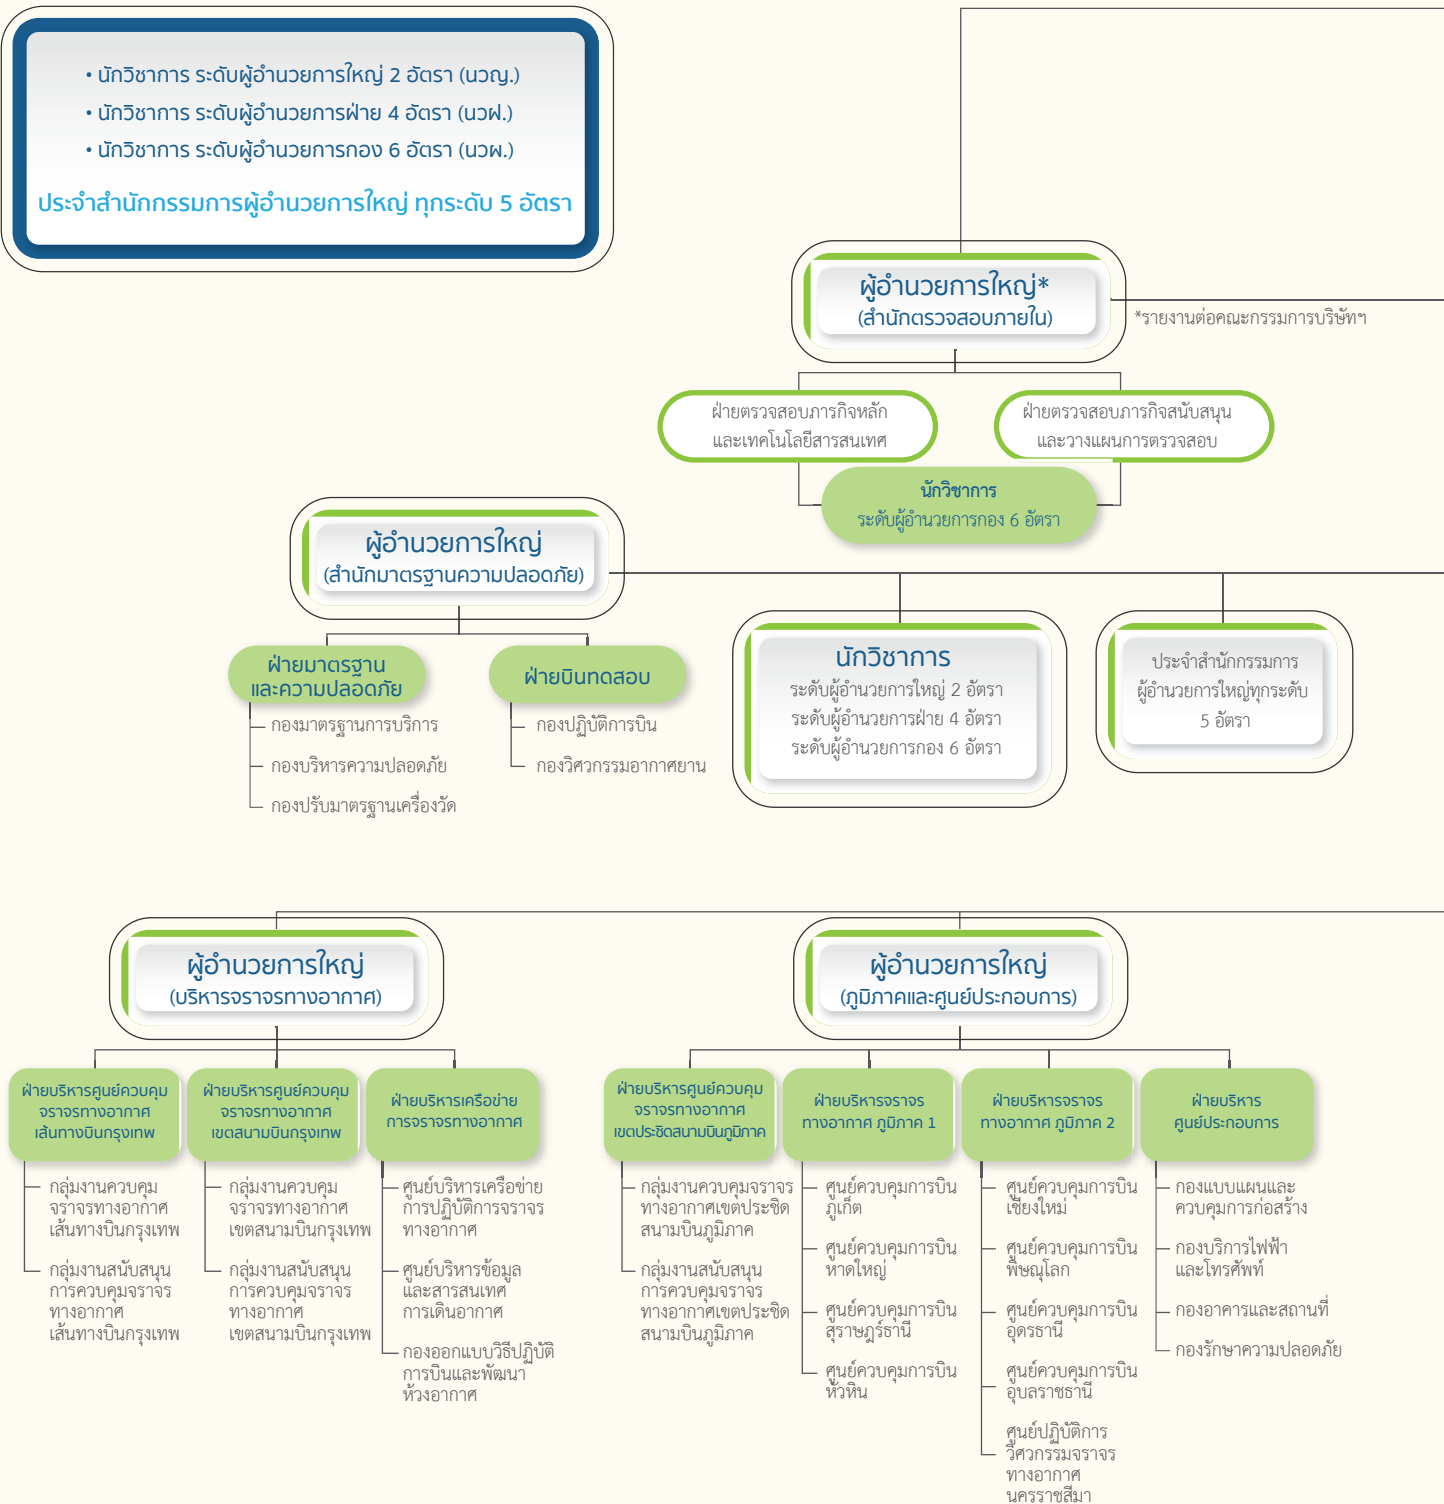 • นักวิชาการ ระดับผู้อำนวยการใหญ่ 2 อัตรา (นวญ.)
• นักวิชาการ ระดับผู้อำนวยการฝ่าย 4 อัตรา (นวฝ.)
• นักวิชาการ ระดับผู้อำนวยการกอง 6 อัตรา (นวผ.)
ประจำสำนักกรรมการผู้อำนวยการใหญ่ ทุกระดับ 5 อัตรา
ผู้อำนวยการใหญ่*
(สำนักตรวจสอบภายใน)
*รายงานต่อคณะกรรมการบริษัทฯ
ฝ่ายตรวจสอบภารกิจหลัก
และเทคโนโลยีสารสนเทศ
ฝ่ายตรวจสอบภารกิจสนับสนุน
และวางแผนการตรวจสอบ
นักวิชาการ
ระดับผู้อำนวยการกอง 6 อัตรา
ผู้อำนวยการใหญ่
(สำนักมาตรฐานความปลอดภัย)
ฝ่ายมาตรฐาน
และความปลอดภัย
กองมาตรฐานการบริการ
กองบริหารความปลอดภัย
กองปรับมาตรฐานเครื่องวัด
ฝ่ายบินทดสอบ
กองปฏิบัติการบิน
กองวิศวกรรมอากาศยาน
นักวิชาการ
ระดับผู้อำนวยการใหญ่ 2 อัตรา
ระดับผู้อำนวยการฝ่าย 4 อัตรา
ระดับผู้อำนวยการกอง 6 อัตรา
ประจำสำนักกรรมการ
ผู้อำนวยการใหญ่ทุกระดับ
5 อัตรา
ผู้อำนวยการใหญ่
(บริหารจราจรทางอากาศ)
ฝ่ายบริหารศูนย์ควบคุม
จราจรทางอากาศ
เส้นทางบินกรุงเทพ
กลุ่มงานควบคุม
จราจรทางอากาศ
เส้นทางบินกรุงเทพ
กลุ่มงานสนับสนุน
การควบคุมจราจร
ทางอากาศ
เส้นทางบินกรุงเทพ
ฝ่ายบริหารศูนย์ควบคุม
จราจรทางอากาศ
เขตสนามบินกรุงเทพ
กลุ่มงานควบคุม
จราจรทางอากาศ
เขตสนามบินกรุงเทพ
กลุ่มงานสนับสนุน
การควบคุมจราจร
ทางอากาศ
เขตสนามบินกรุงเทพ
ฝ่ายบริหารเครือข่าย
การจราจรทางอากาศ
ศูนย์บริหารเครือข่าย
การปฏิบัติการจราจร
ทางอากาศ
ศูนย์บริหารข้อมูล
และสารสนเทศ
การเดินอากาศ
กองออกแบบวิธีปฏิบัติ
การบินและพัฒนา
ห้วงอากาศ
ผู้อำนวยการใหญ่
(ภูมิภาคและศูนย์ประกอบการ)
ฝ่ายบริหารศูนย์ควบคุม
จราจรทางอากาศ
เขตประชิดสนามบินภูมิภาค
กลุ่มงานควบคุมจราจร
ทางอากาศเขตประชิด
สนามบินภูมิภาค
กลุ่มงานสนับสนุน
การควบคุมจราจร
ทางอากาศเขตประชิด
สนามบินภูมิภาค
ฝ่ายบริหารจราจร
ทางอากาศ ภูมิภาค 1
ศูนย์ควบคุมการบิน
ภูเก็ต
ศูนย์ควบคุมการบิน
หาดใหญ่
ศูนย์ควบคุมการบิน
สุราษฎร์ธานี
ศูนย์ควบคุมการบิน
หัวหิน
ฝ่ายบริหารจราจร
ทางอากาศ ภูมิภาค 2
ศูนย์ควบคุมการบิน
เชียงใหม่
ศูนย์ควบคุมการบิน
พิษณุโลก
ศูนย์ควบคุมการบิน
อุดรธานี
ศูนย์ควบคุมการบิน
อุบลราชธานี
ศูนย์ปฏิบัติการ
วิศวกรรมจราจร
ทางอากาศ
นครราชสีมา
ฝ่ายบริหาร
ศูนย์ประกอบการ
กองแบบแผนและ
ควบคุมการก่อสร้าง
กองบริการไฟฟ้า
และโทรศัพท์
กองอาคารและสถานที่
กองรักษาความปลอดภัย